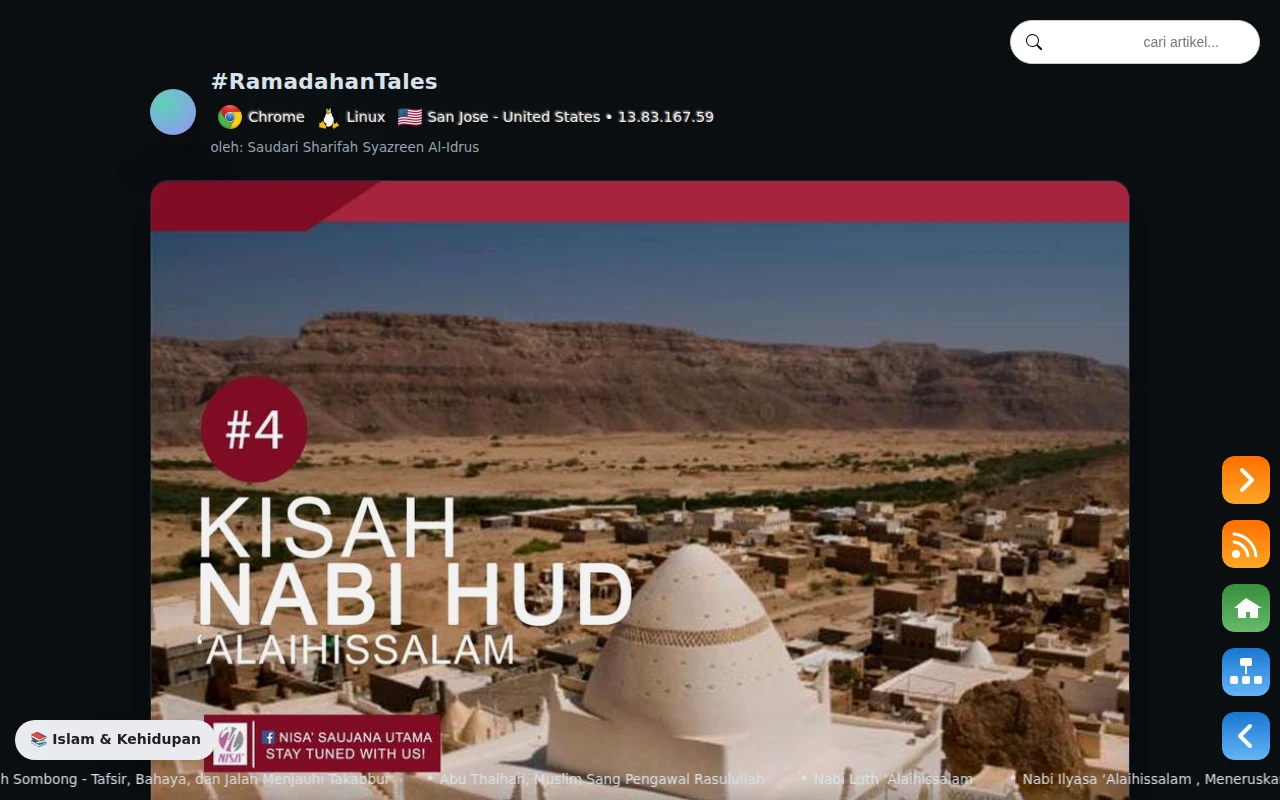 cari artikel...
#RamadahanTales
Chrome Linux San Jose - United States • 13.83.167.59
oleh: Saudari Sharifah Syazreen Al-Idrus
#4
KISAH
NABI HUD
‘ALAIHISSALAM
NISA
NISA’ SAUJANA UTAMA
STAY TUNED WITH US!
📚 Islam & Kehidupan
h Sombong - Tafsir, Bahaya, dan Jalan Menjauhi Takabbur • Abu Thalhah, Muslim Sang Pengawal Rasulullah • Nabi Luth ‘Alaihissalam • Nabi Ilyasa ‘Alaihissalam , Meneruska